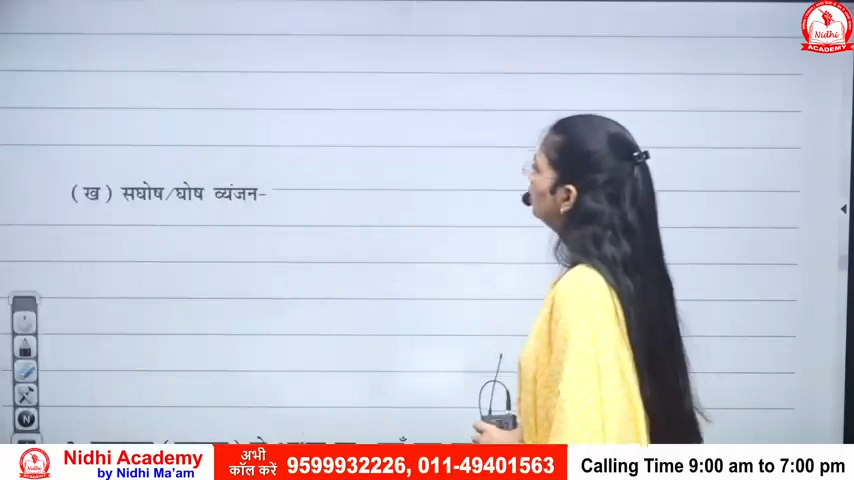 Nidhi
ACADEMY
(ख) सघोष/घोष व्यंजन-
N
Nidhi Academy
by Nidhi Ma'am
अभी
कॉल करें
9599932226, 011-49401563
Calling Time 9:00 am to 7:00 pm